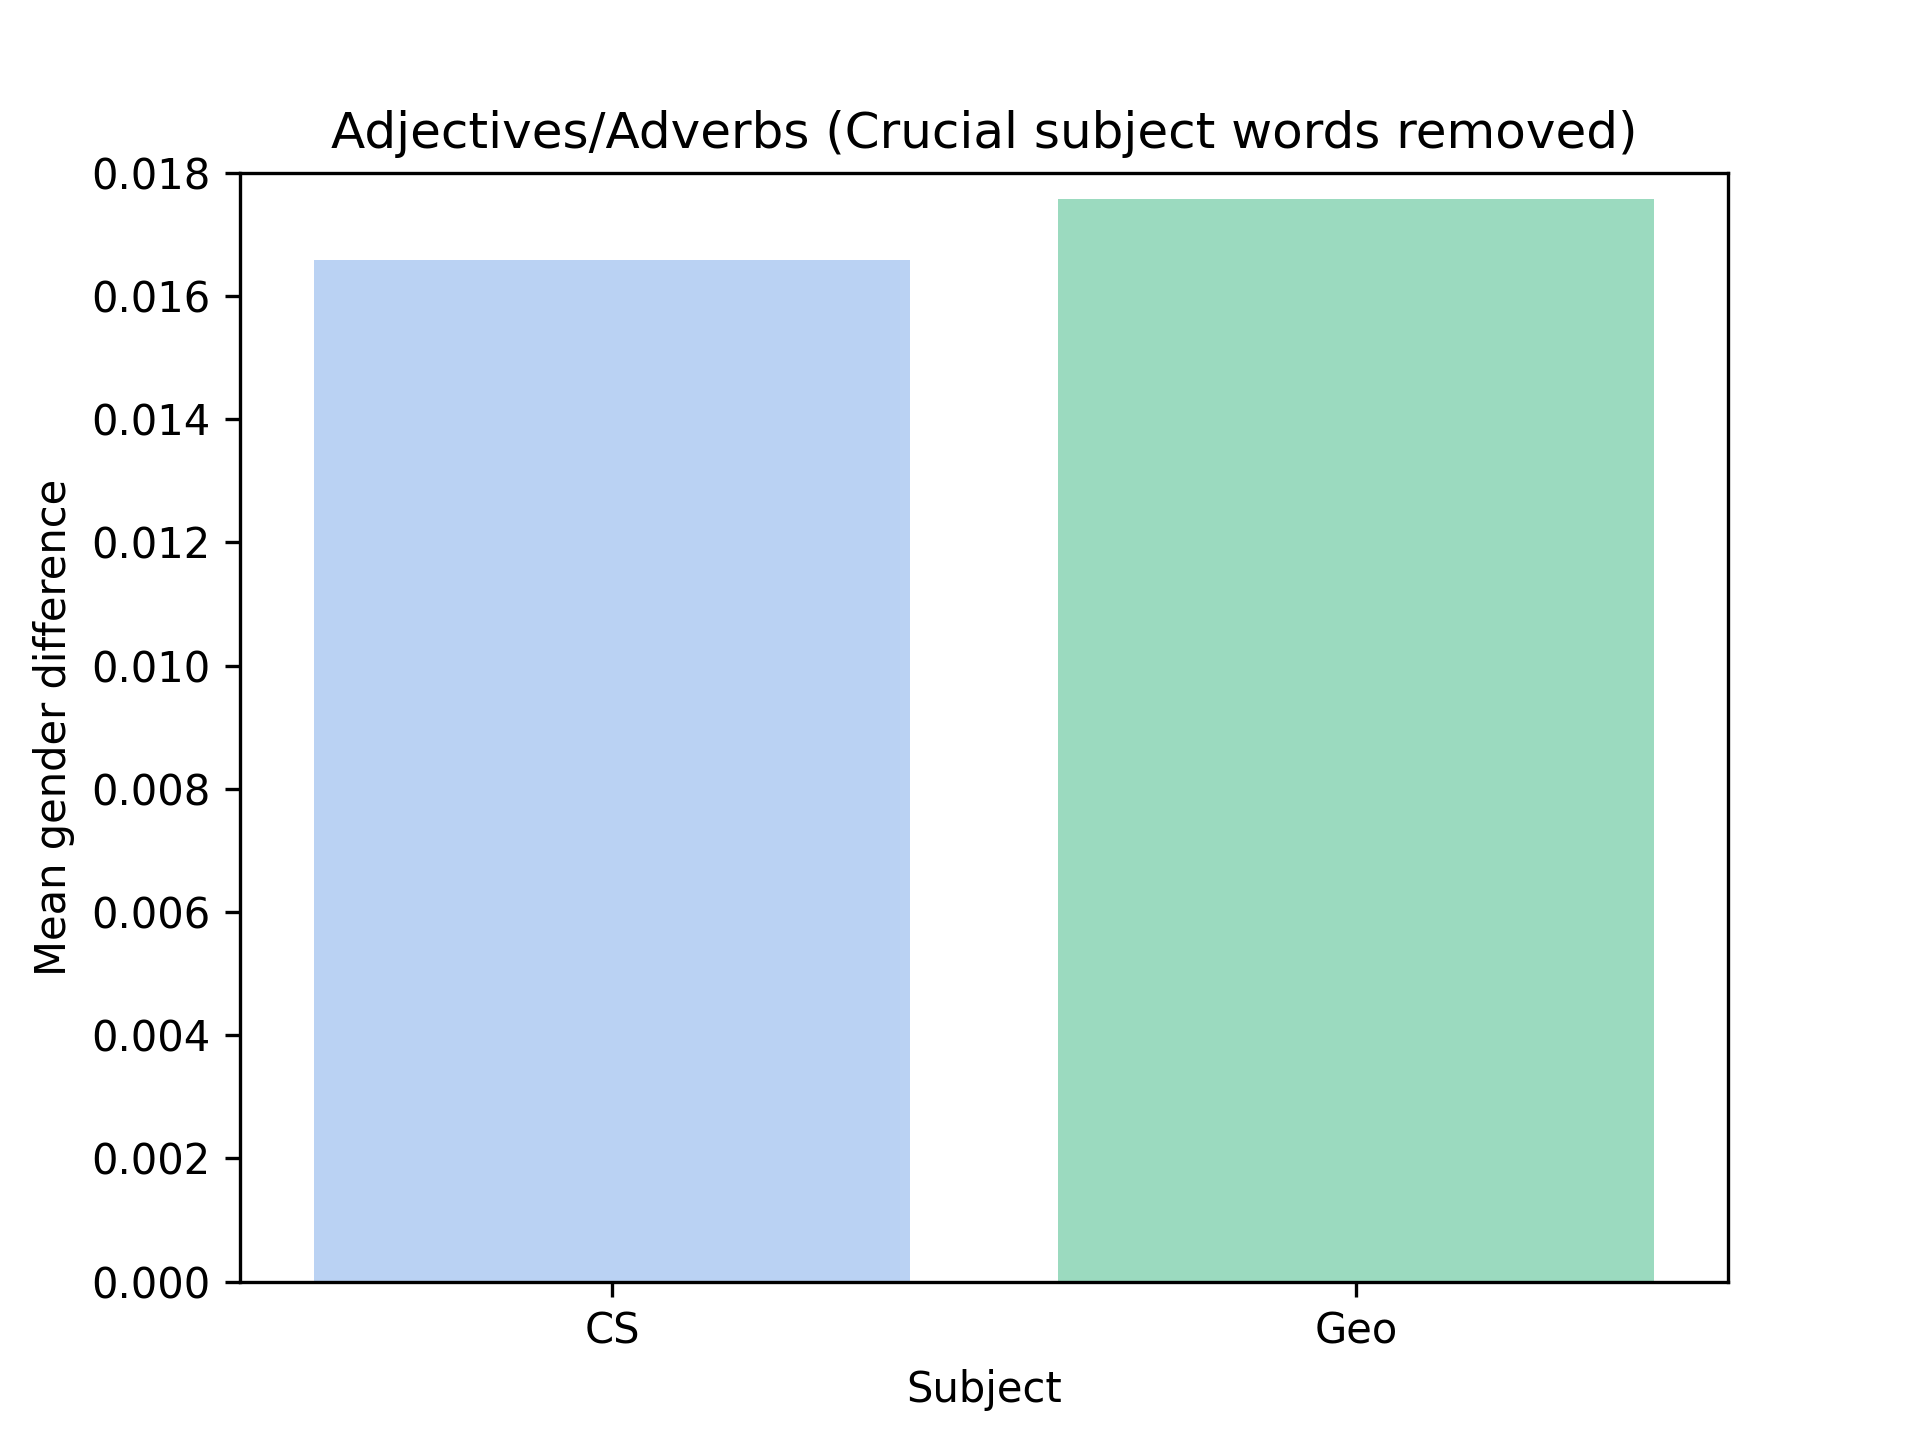 Adjectives/Adverbs (Crucial subject words removed)
Mean gender difference
0.018
0.016
0.014
0.012
0.010
0.008
0.006
0.004
0.002
0.000
CS
Geo
Subject